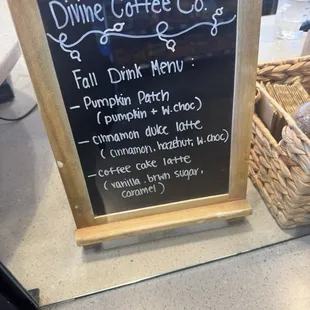 Divine Coffee Co.
Fall Drink Menu :
- Pumpkin Patch
(pumpkin + w.choc)
- cinnamon dulce latte
(cinnamon, hazelnut, w.choc)
- coffee cake latte
(vanilla, brwn sugar,
caramel)